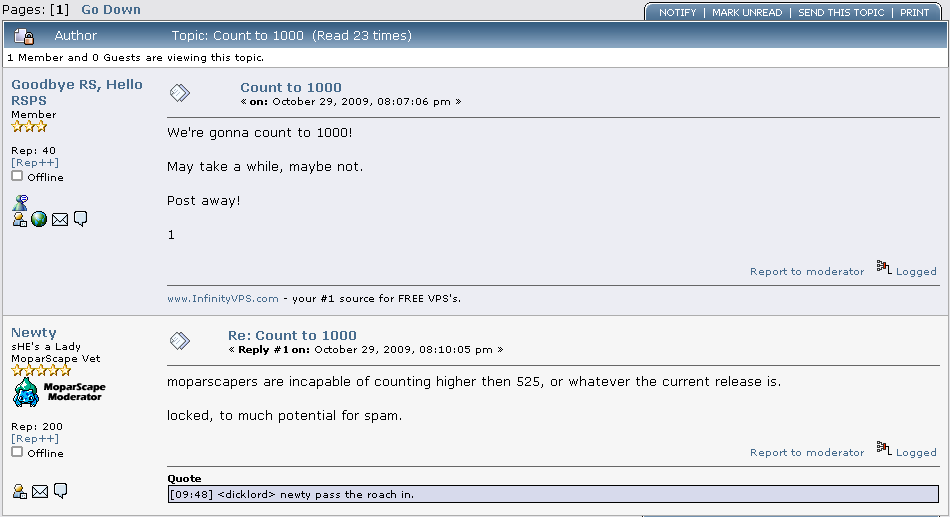 Pages: [1]   Go Down
NOTIFY | MARK UNREAD | SEND THIS TOPIC | PRINT
Author Topic: Count to 1000  (Read 23 times)
1 Member and 0 Guests are viewing this topic.
Goodbye RS, Hello
RSPS
Member
Rep: 40
[Rep++]
Offline
Count to 1000
« on: October 29, 2009, 08:07:06 pm »
We're gonna count to 1000!
May take a while, maybe not.
Post away!
1
Report to moderator Logged
www.InfinityVPS.com - your #1 source for FREE VPS's.
Newty
sHE's a Lady
MoparScape Vet
MoparScape
Moderator
Rep: 200
[Rep++]
Offline
Re: Count to 1000
« Reply #1 on: October 29, 2009, 08:10:05 pm »
moparscapers are incapable of counting higher then 525, or whatever the current release is.
locked, to much potential for spam.
Report to moderator Logged
Quote
[09:48] <dicklord> newty pass the roach in.